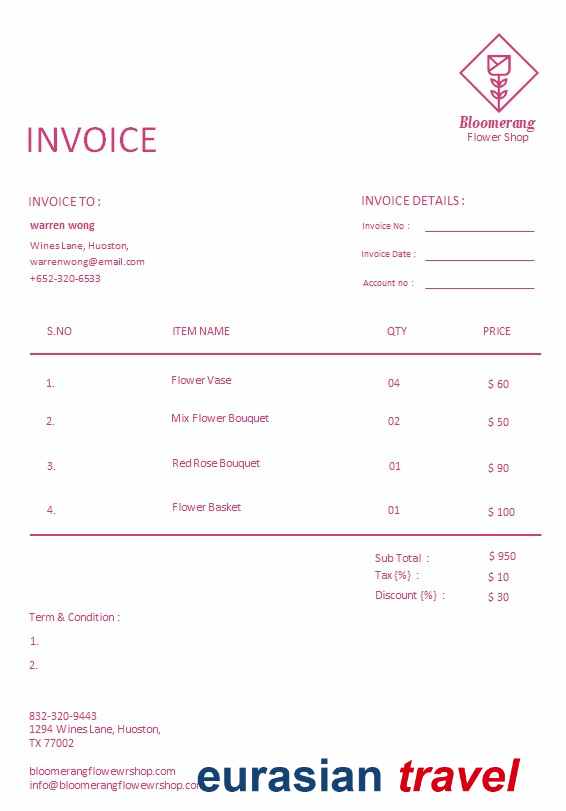 Bloomerang
Flower Shop
INVOICE
INVOICE TO :
warren wong
Wines Lane, Huoston,
warrenwong@email.com
+652-320-6533
INVOICE DETAILS :
Invoice No :
Invoice Date :
Account no :
S.NO ITEM NAME QTY PRICE
1. Flower Vase 04 $ 60
2. Mix Flower Bouquet 02 $ 50
3. Red Rose Bouquet 01 $ 90
4. Flower Basket 01 $ 100
Sub Total : $ 950
Tax {%} : $ 10
Discount {%} : $ 30
Term & Condition :
1.
2.
832-320-9443
1294 Wines Lane, Huoston,
TX 77002
bloomerangflowewrshop.com
info@bloomerangflowewrshop.com
eurasian travel